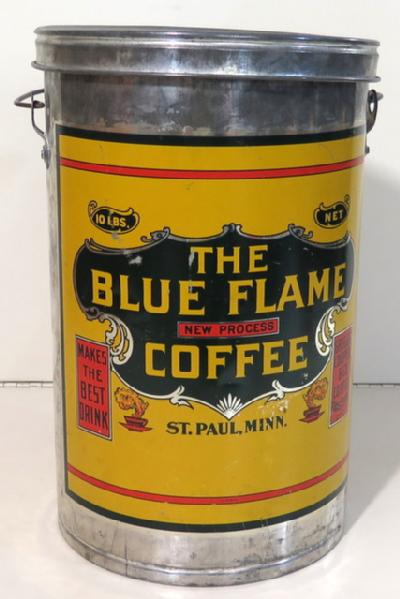 10 LBS.
NET
THE
BLUE FLAME
NEW PROCESS
COFFEE
MAKES
THE
BEST
DRINK
ST. PAUL, MINN.